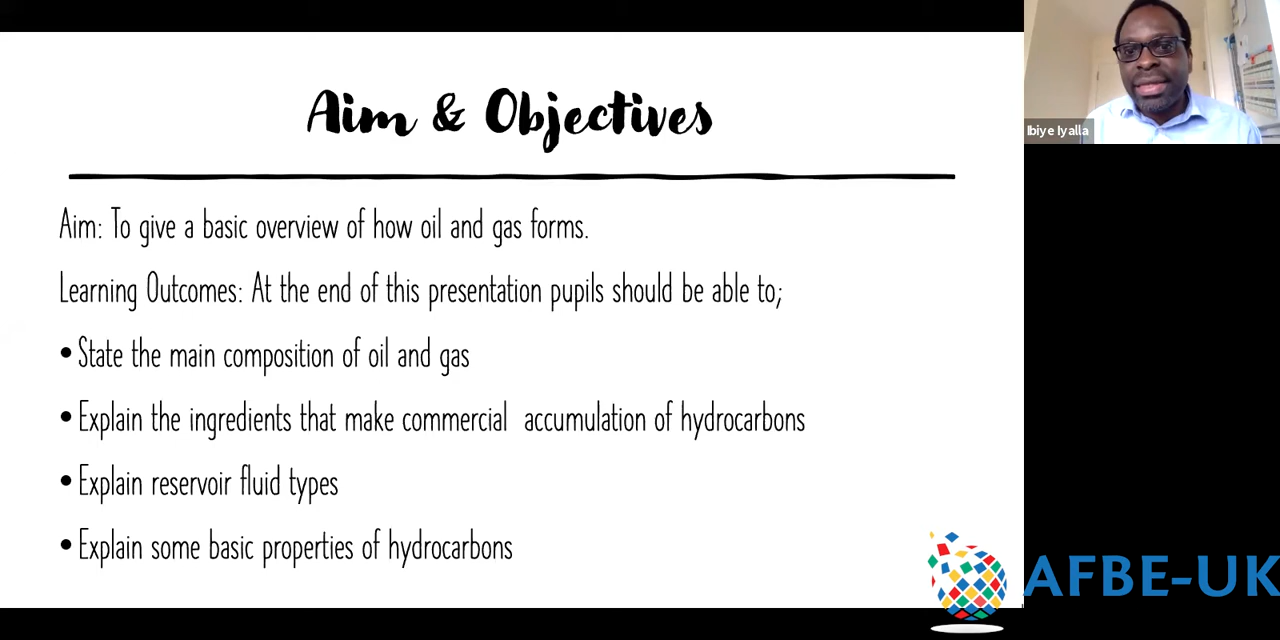 Aim & Objectives
Aim: To give a basic overview of how oil and gas forms.
Learning Outcomes: At the end of this presentation pupils should be able to;
• State the main composition of oil and gas
• Explain the ingredients that make commercial  accumulation of hydrocarbons
• Explain reservoir fluid types
• Explain some basic properties of hydrocarbons
Ibiye Iyalla
AFBE-UK